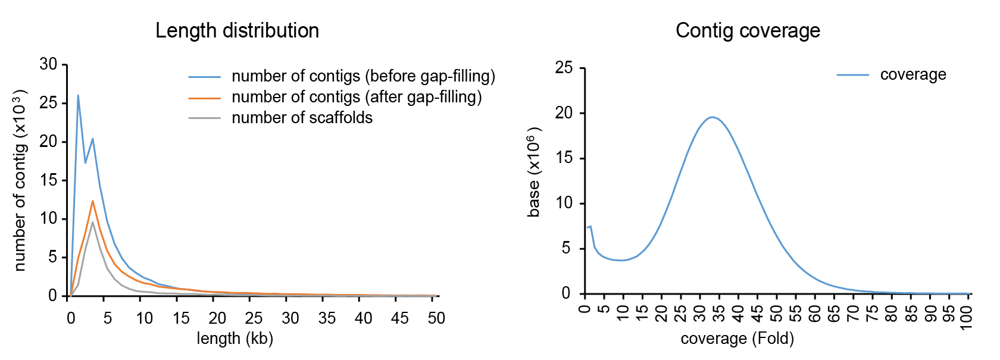 Length distribution
30
25
20
15
10
5
0
number of contig (x10³)
number of contigs (before gap-filling)
number of contigs (after gap-filling)
number of scaffolds
0 5 10 15 20 25 30 35 40 45 50
length (kb)
Contig coverage
25
20
15
10
5
0
base (x10⁶)
coverage
0 5 10 15 20 25 30 35 40 45 50 55 60 65 70 75 80 85 90 95 100
coverage (Fold)